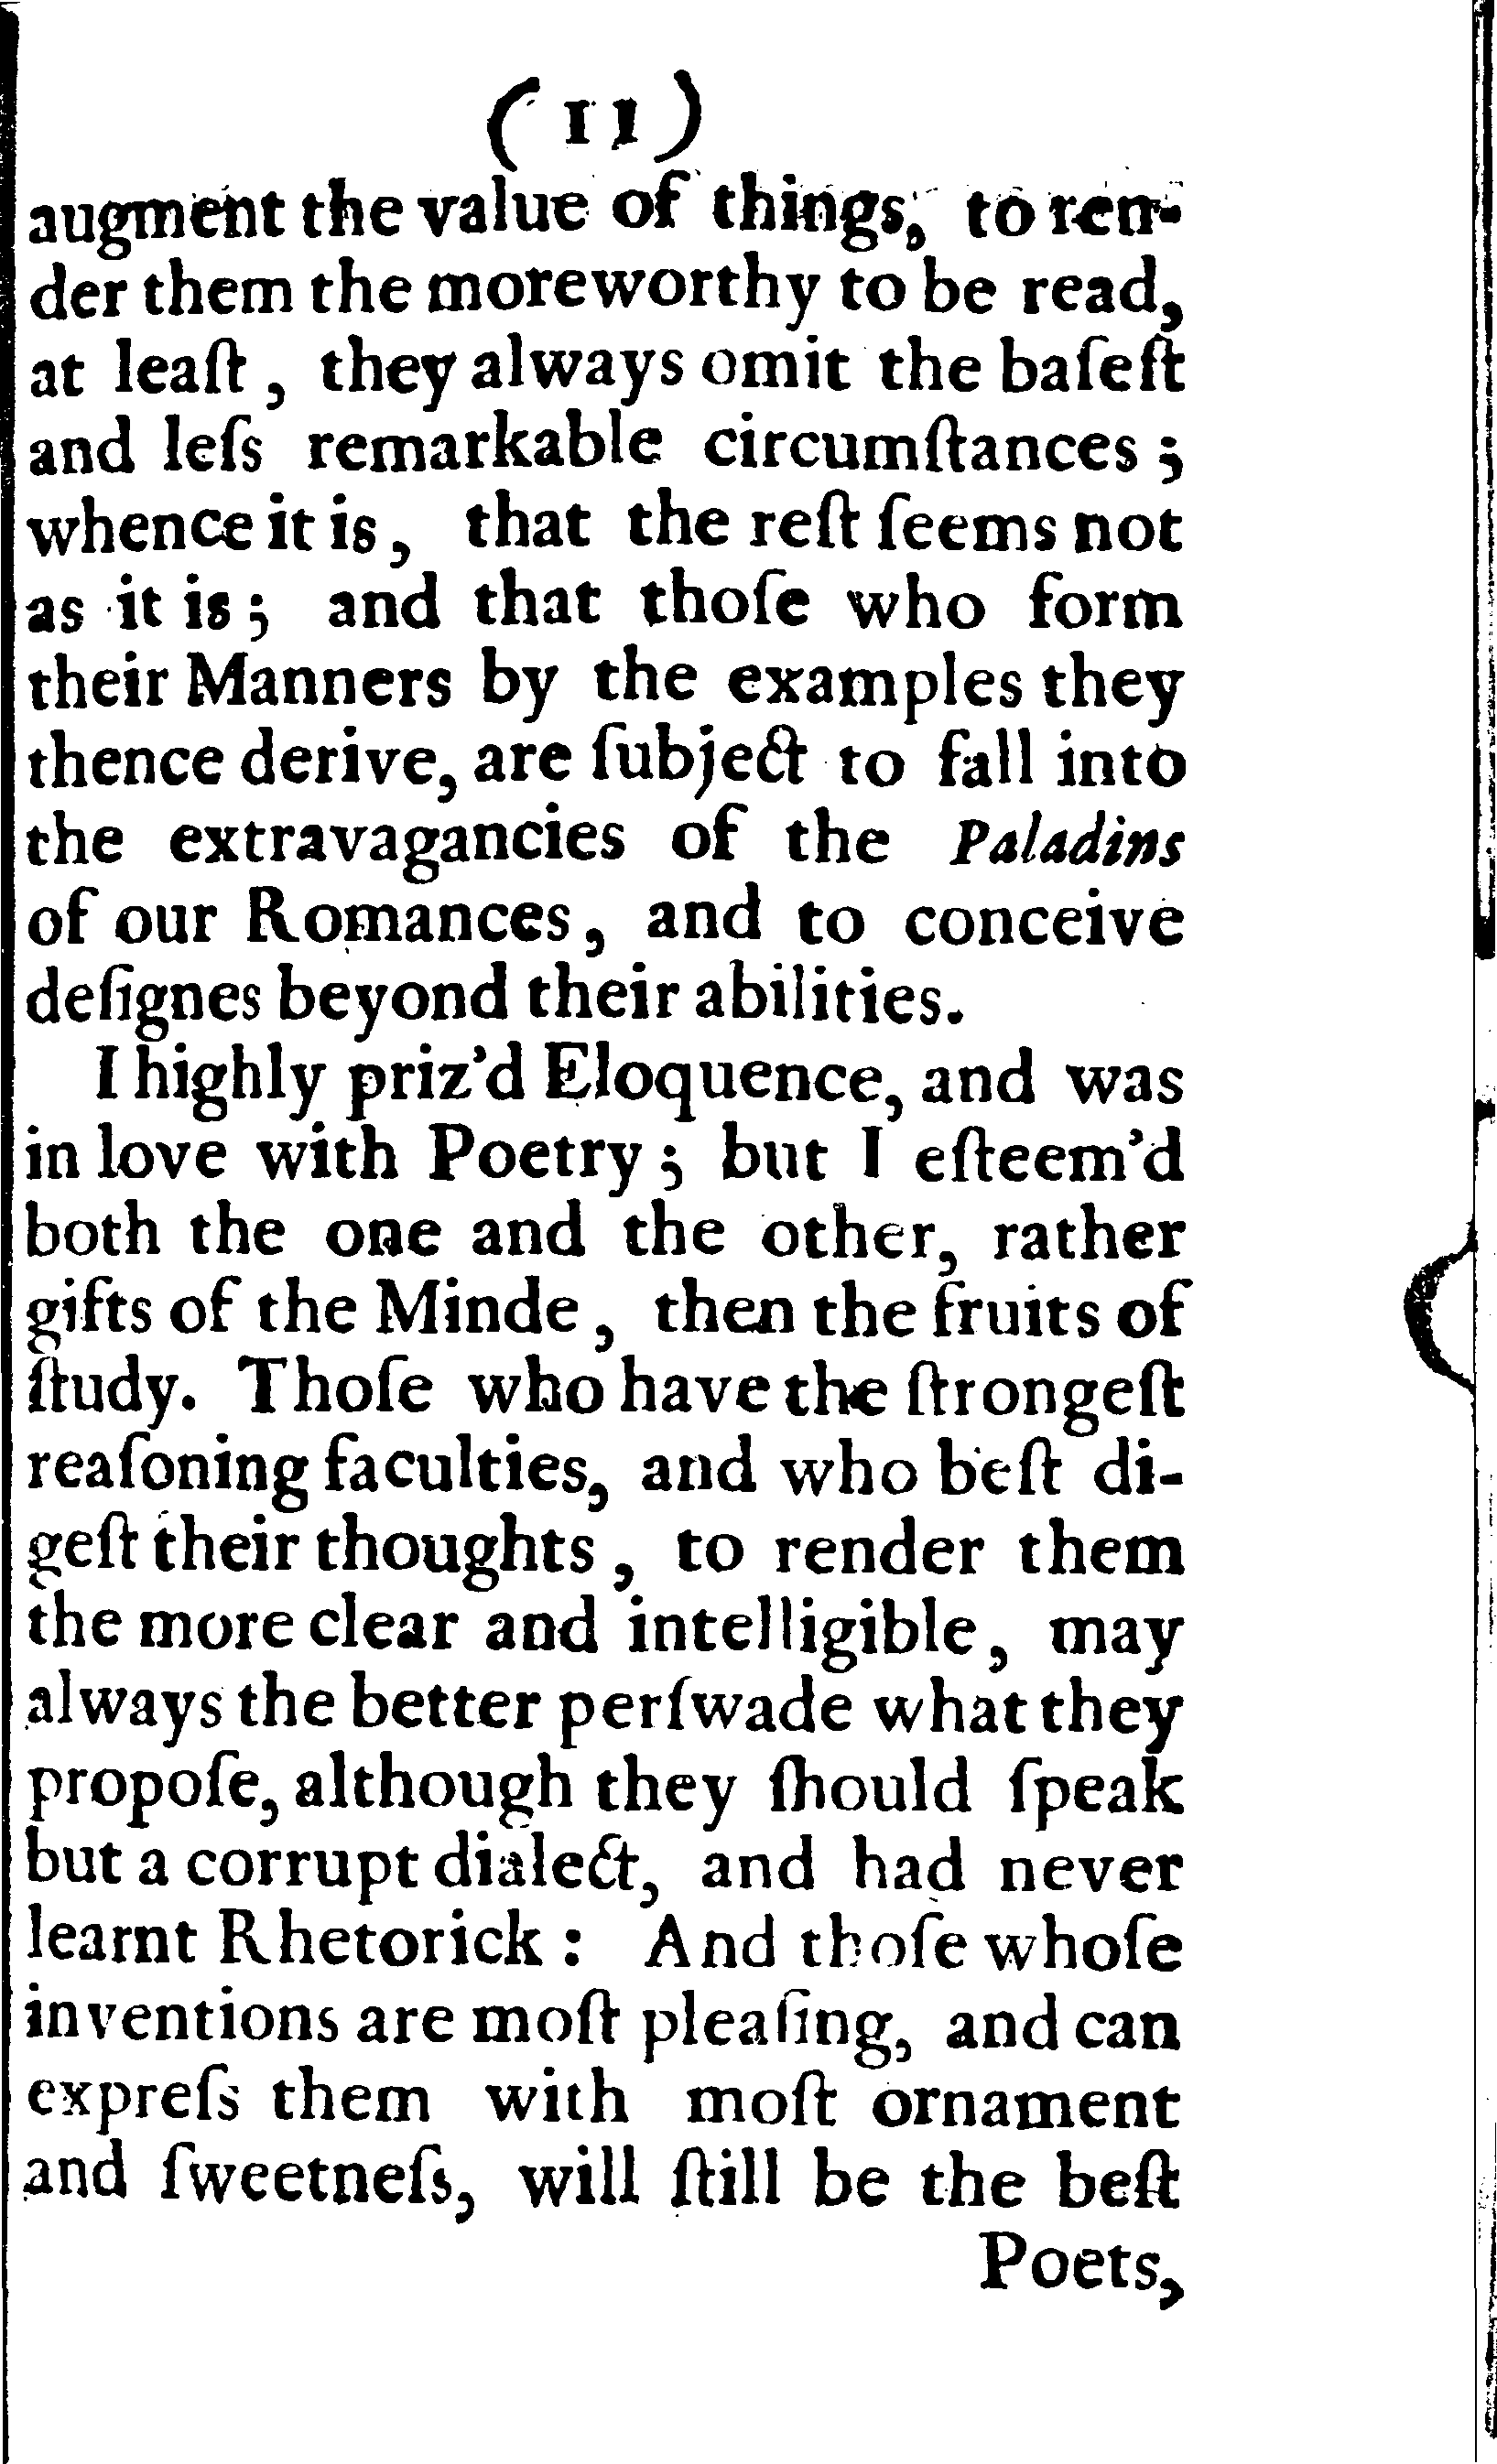 (11)
augment the value of things, to ren-
der them the moreworthy to be read,
at leaſt, they always omit the baſeſt
and leſs remarkable circumſtances;
whence it is, that the reſt ſeems not
as it is; and that thoſe who form
their Manners by the examples they
thence derive, are ſubject to fall into
the extravagancies of the Paladins
of our Romances, and to conceive
deſignes beyond their abilities.
I highly priz'd Eloquence, and was
in love with Poetry; but I eſteem'd
both the one and the other, rather
gifts of the Minde, then the fruits of
ſtudy. Thoſe who have the ſtrongeſt
reaſoning faculties, and who beſt di-
geſt their thoughts, to render them
the more clear and intelligible, may
always the better perſwade what they
propoſe, although they ſhould ſpeak
but a corrupt dialect, and had never
learnt Rhetorick: And thoſe whoſe
inventions are moſt pleaſing, and can
expreſs them with moſt ornament
and ſweetneſs, will ſtill be the beſt
Poets,